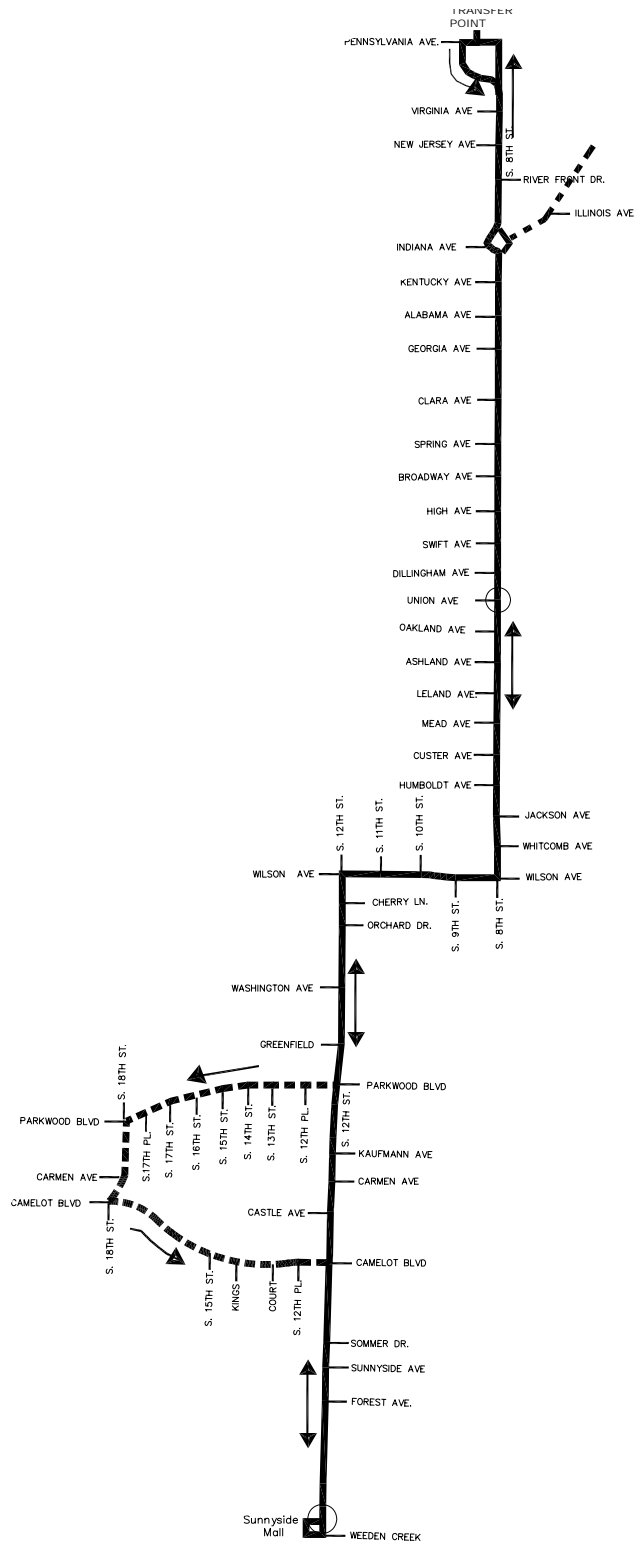 TRANSFER
POINT
PENNSYLVANIA AVE.
VIRGINIA AVE
S. 8TH ST.
NEW JERSEY AVE
RIVER FRONT DR.
ILLINOIS AVE
INDIANA AVE
KENTUCKY AVE
ALABAMA AVE
GEORGIA AVE
CLARA AVE
SPRING AVE
BROADWAY AVE
HIGH AVE
SWIFT AVE
DILLINGHAM AVE
UNION AVE
OAKLAND AVE
ASHLAND AVE
LELAND AVE.
MEAD AVE
CUSTER AVE
HUMBOLDT AVE
JACKSON AVE
WHITCOMB AVE
S. 12TH ST.
S. 11TH ST.
S. 10TH ST.
WILSON AVE
WILSON AVE
S. 9TH ST.
S. 8TH ST.
CHERRY LN.
ORCHARD DR.
WASHINGTON AVE
GREENFIELD
S. 18TH ST.
PARKWOOD BLVD
PARKWOOD BLVD
S.17TH PL.
S. 17TH ST.
S. 16TH ST.
S. 15TH ST.
S. 14TH ST.
S. 13TH ST.
S. 12TH PL.
S. 12TH ST.
KAUFMANN AVE
CARMEN AVE
CARMEN AVE
CAMELOT BLVD
CASTLE AVE
S. 18TH ST.
CAMELOT BLVD
S. 15TH ST.
KINGS
COURT
S. 12TH PL.
SOMMER DR.
SUNNYSIDE AVE
FOREST AVE.
Sunnyside
Mall
WEEDEN CREEK